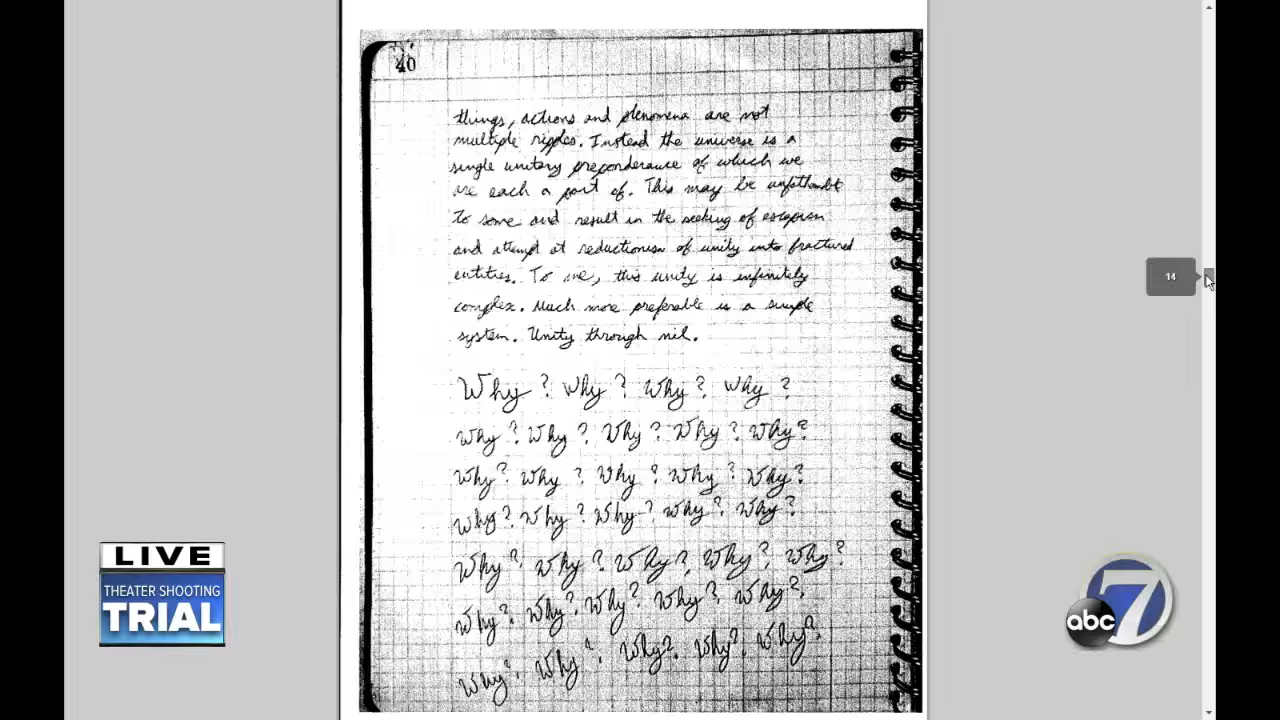 40
things, actions and phenomena are not
multiple ripples. Instead the universe is a
single unitary preponderance of which we
are each a part of. This may be
to some and result in the seeking of escapism
and attempt at reductionism of unity into fractured
entities. To me, this unity is infinitely
complex. Much more preferable is a simple
system. Unity through nil.
Why? Why? Why? Why?
Why? Why? Why? Why? Why?
Why? Why? Why? Why? Why?
Why? Why? Why? Why? Why?
Why? Why? Why? Why? Why?
Why? Why? Why? Why? Why?
Why? Why? Why? Why? Why?
14
LIVE
THEATER SHOOTING
TRIAL
abc 7